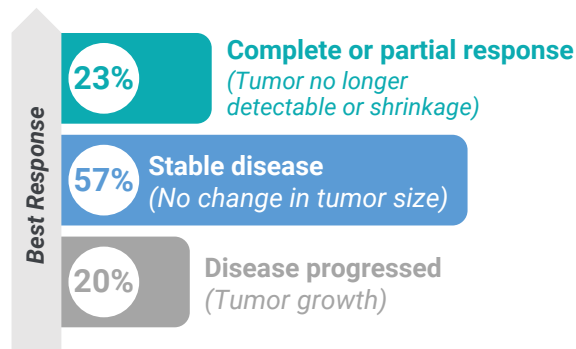 Best Response
23%
Complete or partial response
(Tumor no longer
detectable or shrinkage)
57%
Stable disease
(No change in tumor size)
20%
Disease progressed
(Tumor growth)